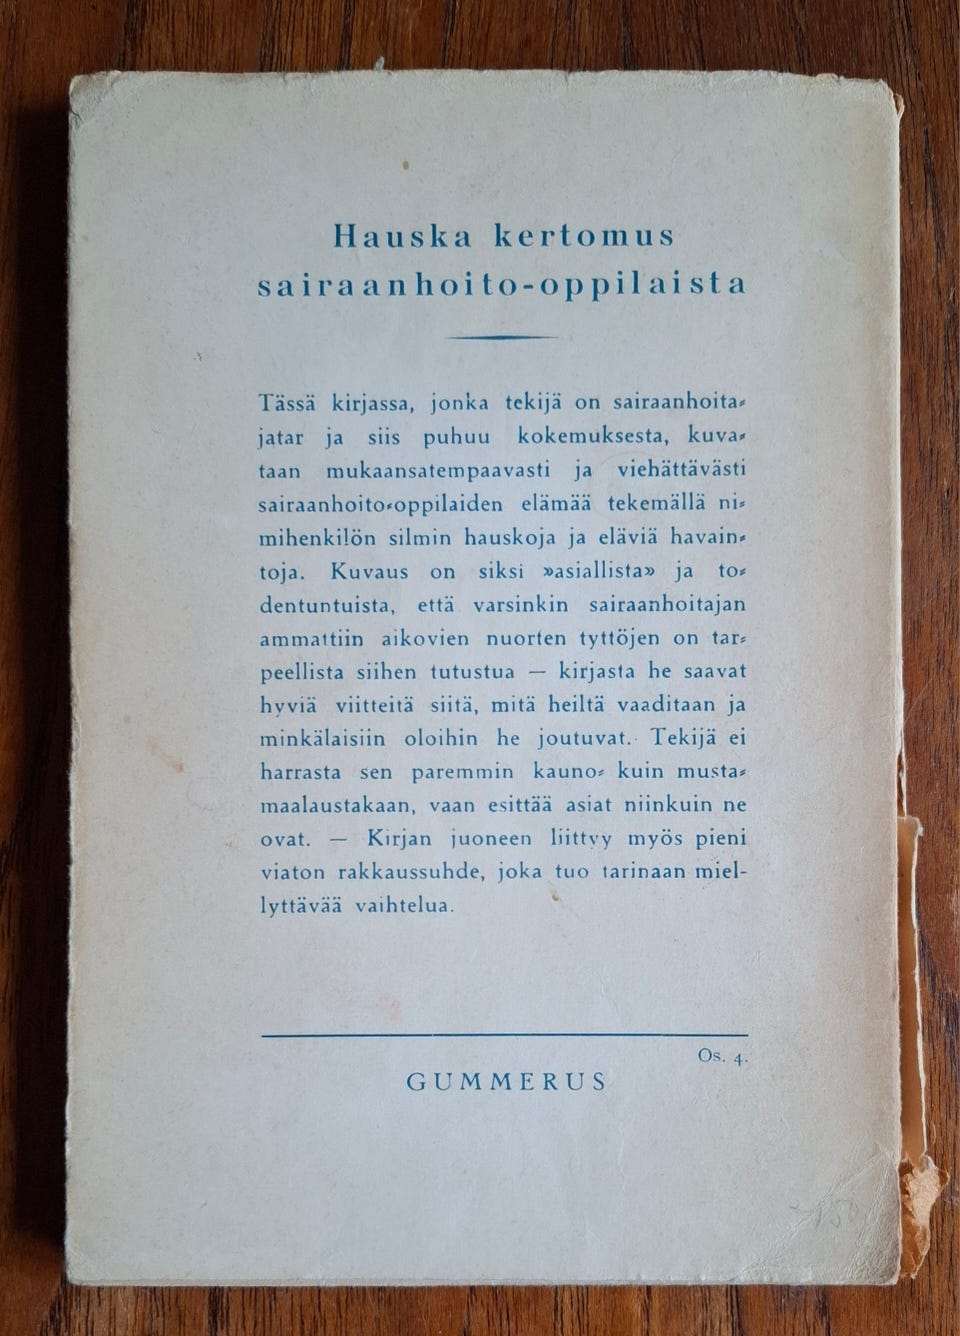 Hauska kertomus
sairaanhoito-oppilaista
Tässä kirjassa, jonka tekijä on sairaanhoita-
jatar ja siis puhuu kokemuksesta, kuva-
taan mukaansatempaavasti ja viehättävästi
sairaanhoito-oppilaiden elämää tekemällä ni-
mihenkilön silmin hauskoja ja eläviä havain-
toja. Kuvaus on siksi »asiallista» ja to-
dentuntuista, että varsinkin sairaanhoitajan
ammattiin aikovien nuorten tyttöjen on tar-
peellista siihen tutustua — kirjasta he saavat
hyviä viitteitä siitä, mitä heiltä vaaditaan ja
minkälaisiin oloihin he joutuvat. Tekijä ei
harrasta sen paremmin kauno- kuin musta-
maalaustakaan, vaan esittää asiat niinkuin ne
ovat. — Kirjan juoneen liittyy myös pieni
viaton rakkaussuhde, joka tuo tarinaan miel-
lyttävää vaihtelua.
Os. 4.
GUMMERUS